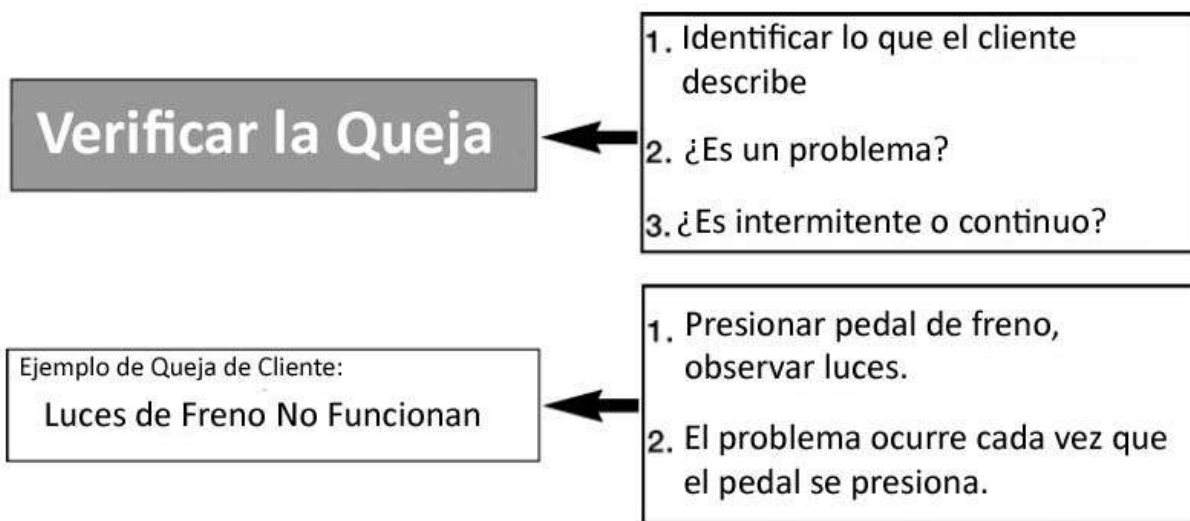 Verificar la Queja
1. Identificar lo que el cliente
describe
2. ¿Es un problema?
3. ¿Es intermitente o continuo?
Ejemplo de Queja de Cliente:
Luces de Freno No Funcionan
1. Presionar pedal de freno,
observar luces.
2. El problema ocurre cada vez que
el pedal se presiona.